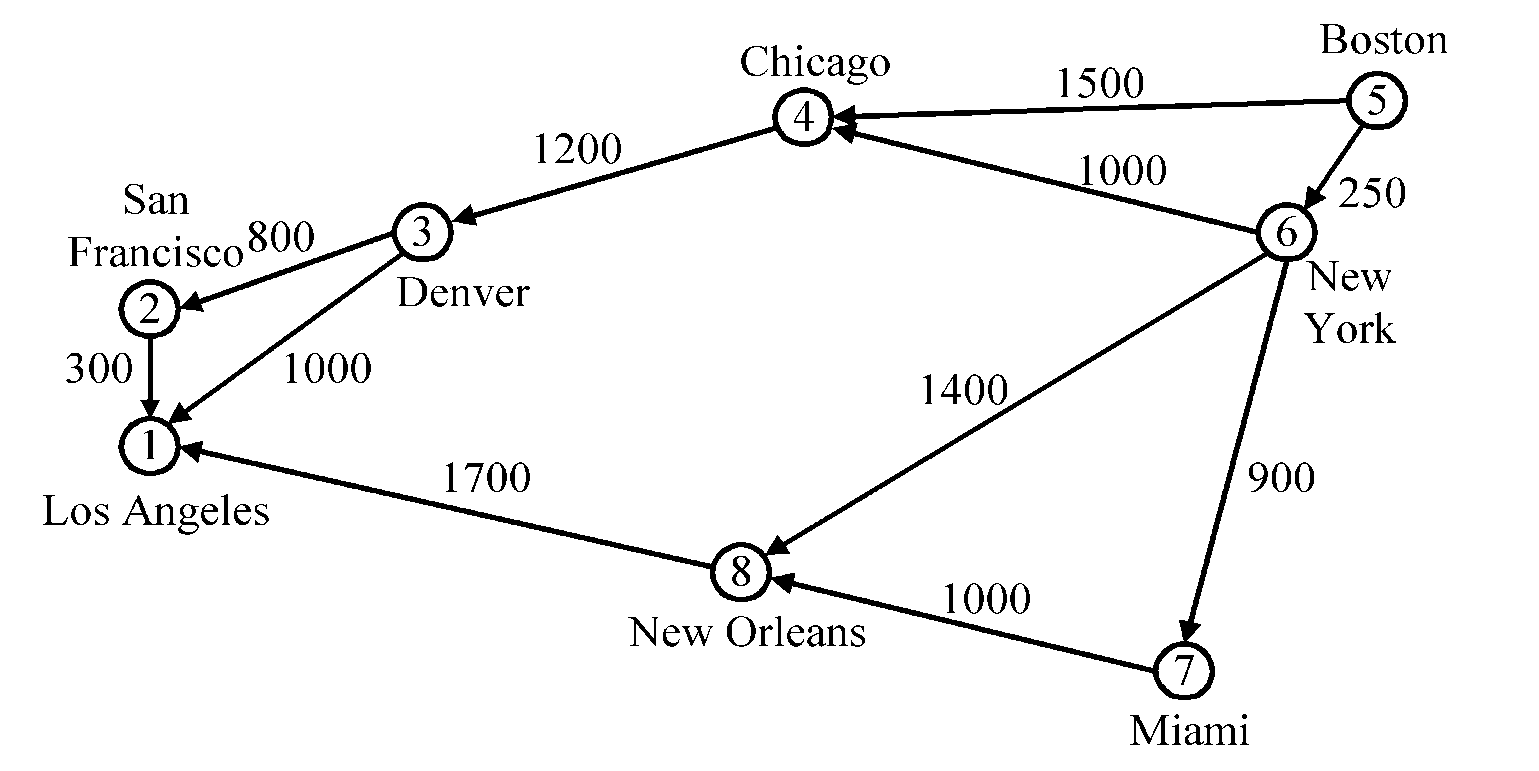 Boston
Chicago
1500
5
4
1200
1000
250
San
Francisco
800
3
6
Denver
New
York
2
300
1000
1400
1
1700
900
Los Angeles
8
1000
New Orleans
7
Miami